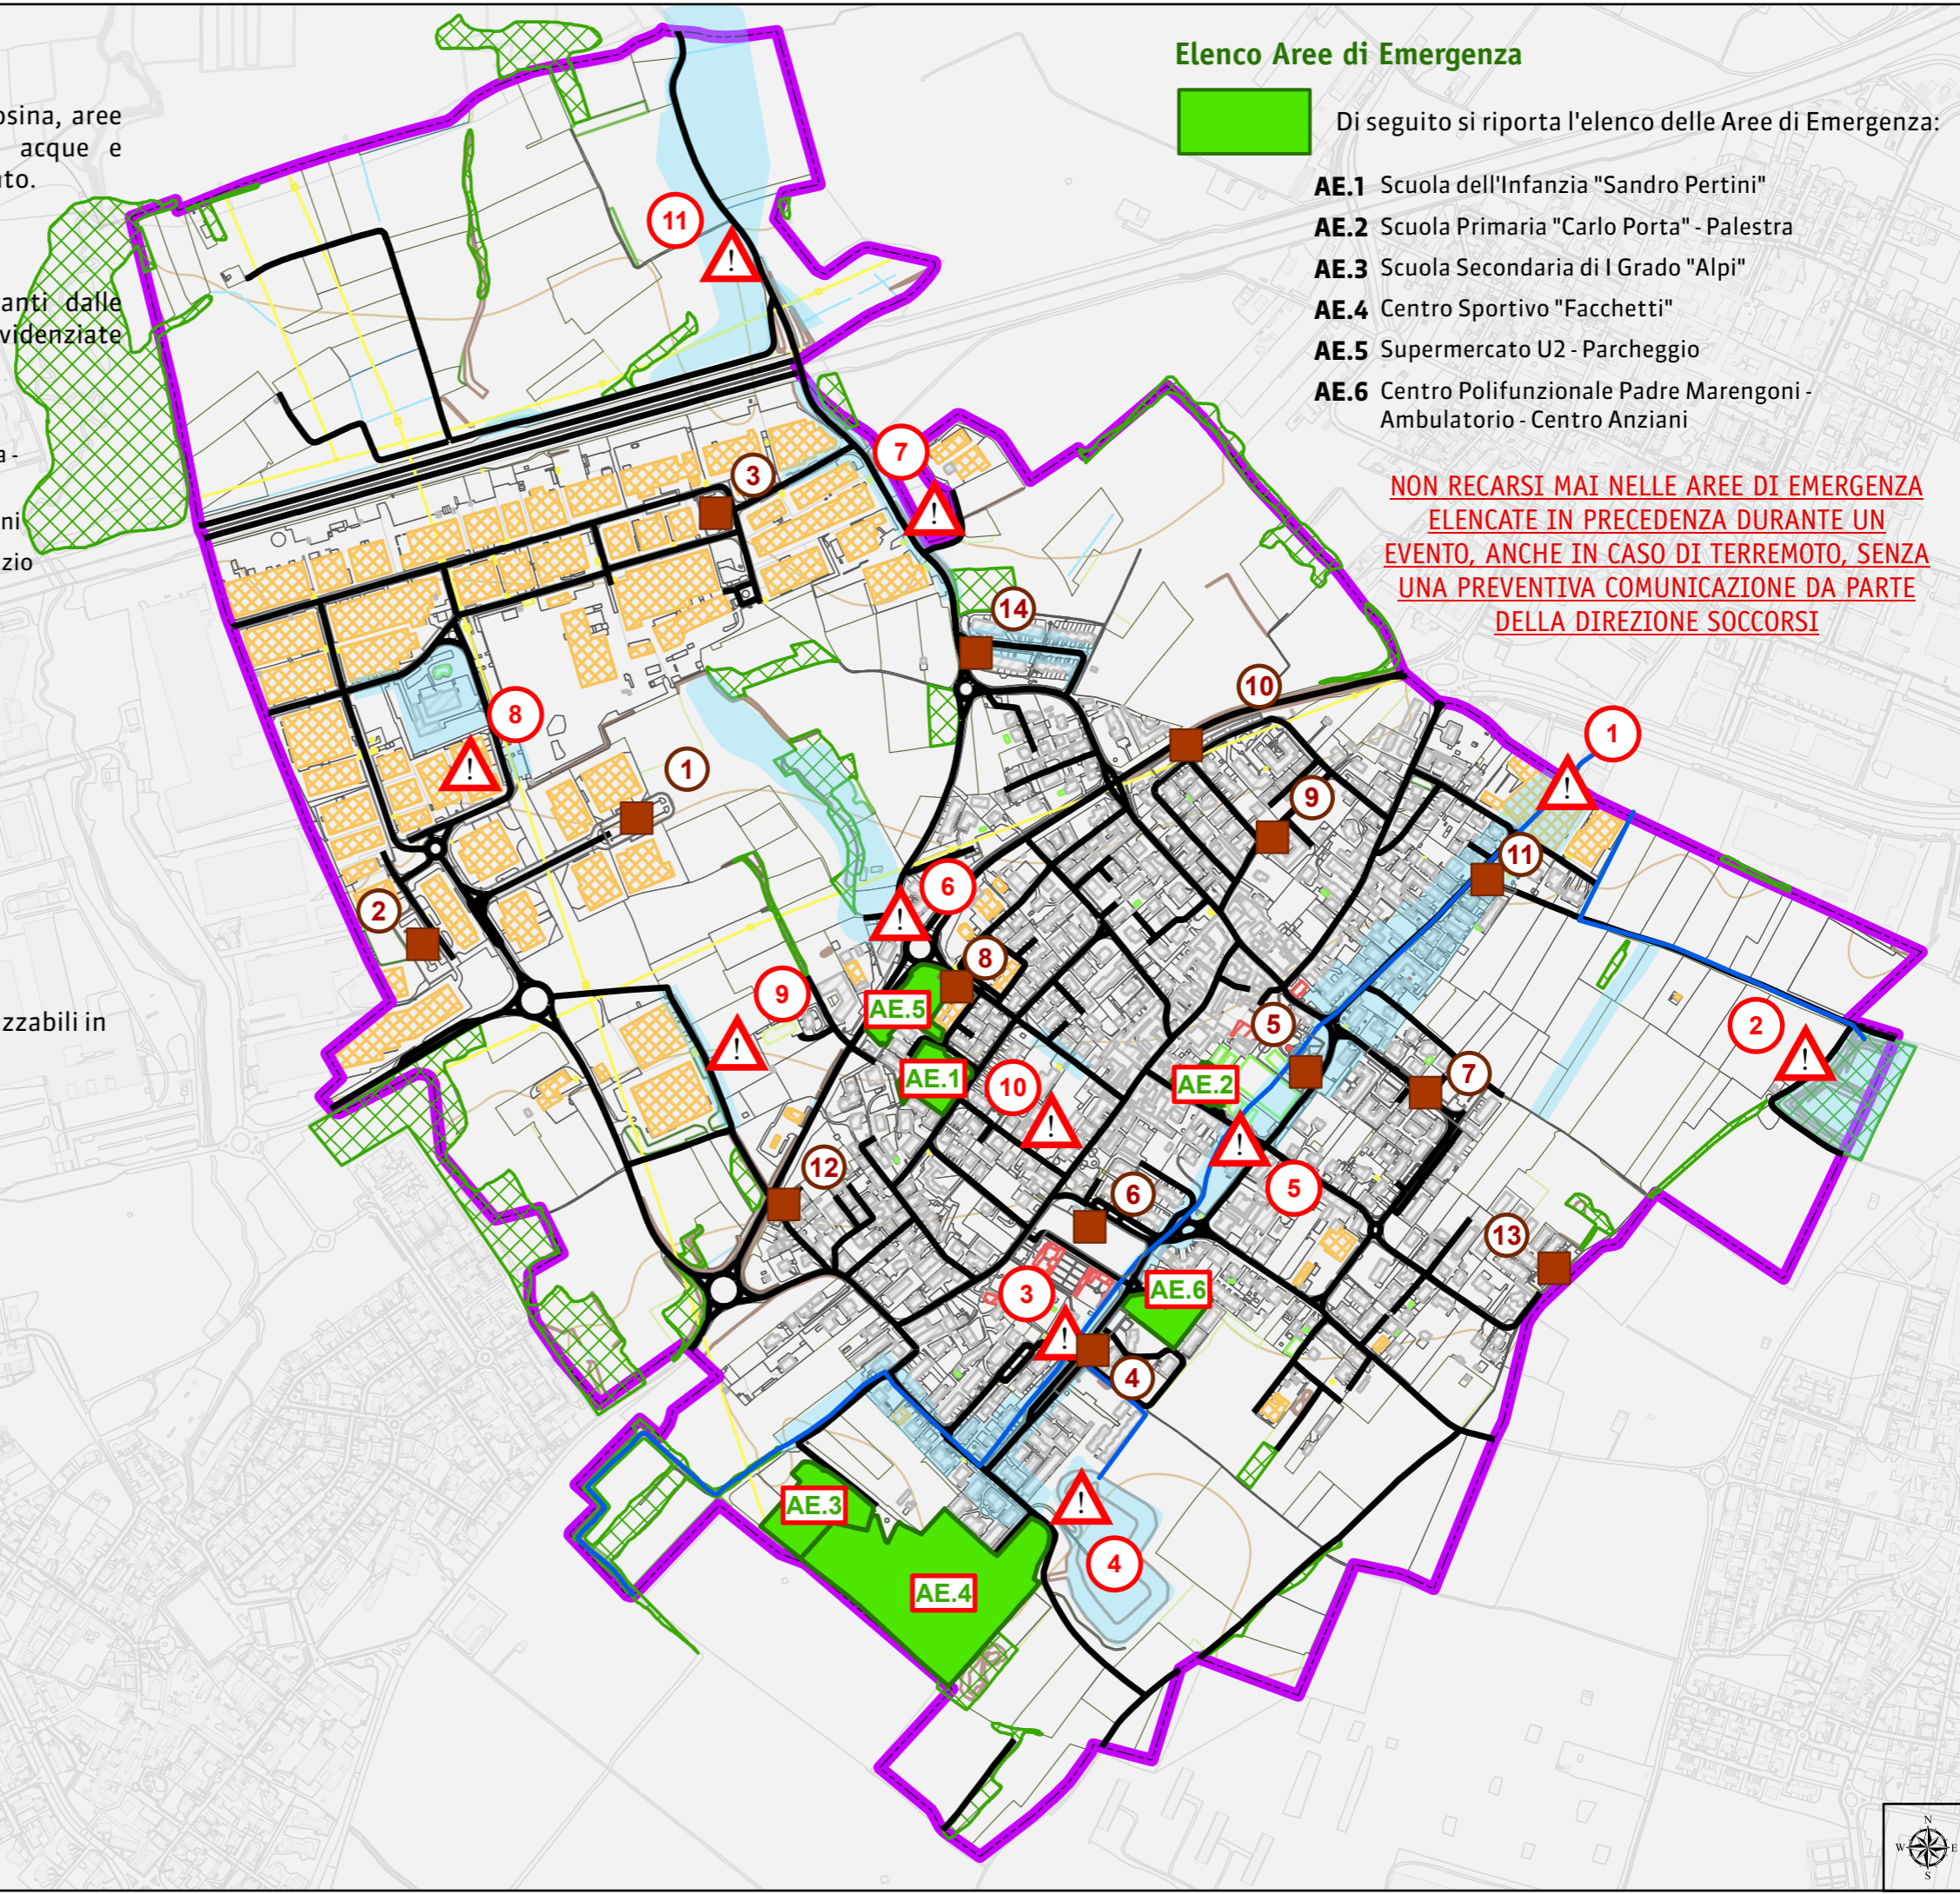 osina, aree
acque e
nto.
anti dalle
videnziate
a -
ni
zio
zzabili in
Elenco Aree di Emergenza
Di seguito si riporta l'elenco delle Aree di Emergenza:
AE.1 Scuola dell'Infanzia "Sandro Pertini"
AE.2 Scuola Primaria "Carlo Porta" - Palestra
AE.3 Scuola Secondaria di I Grado "Alpi"
AE.4 Centro Sportivo "Facchetti"
AE.5 Supermercato U2 - Parcheggio
AE.6 Centro Polifunzionale Padre Marengoni -
Ambulatorio - Centro Anziani
NON RECARSI MAI NELLE AREE DI EMERGENZA
ELENCATE IN PRECEDENZA DURANTE UN
EVENTO, ANCHE IN CASO DI TERREMOTO, SENZA
UNA PREVENTIVA COMUNICAZIONE DA PARTE
DELLA DIREZIONE SOCCORSI
11
!
7
3
!
14
10
8
1
1
!
!
9
11
2
6
!
8
9
AE.5
5
2
!
!
AE.1
10
AE.2
7
!
!
12
6
5
13
3
AE.6
!
4
AE.3
!
4
AE.4
N
W
E
S